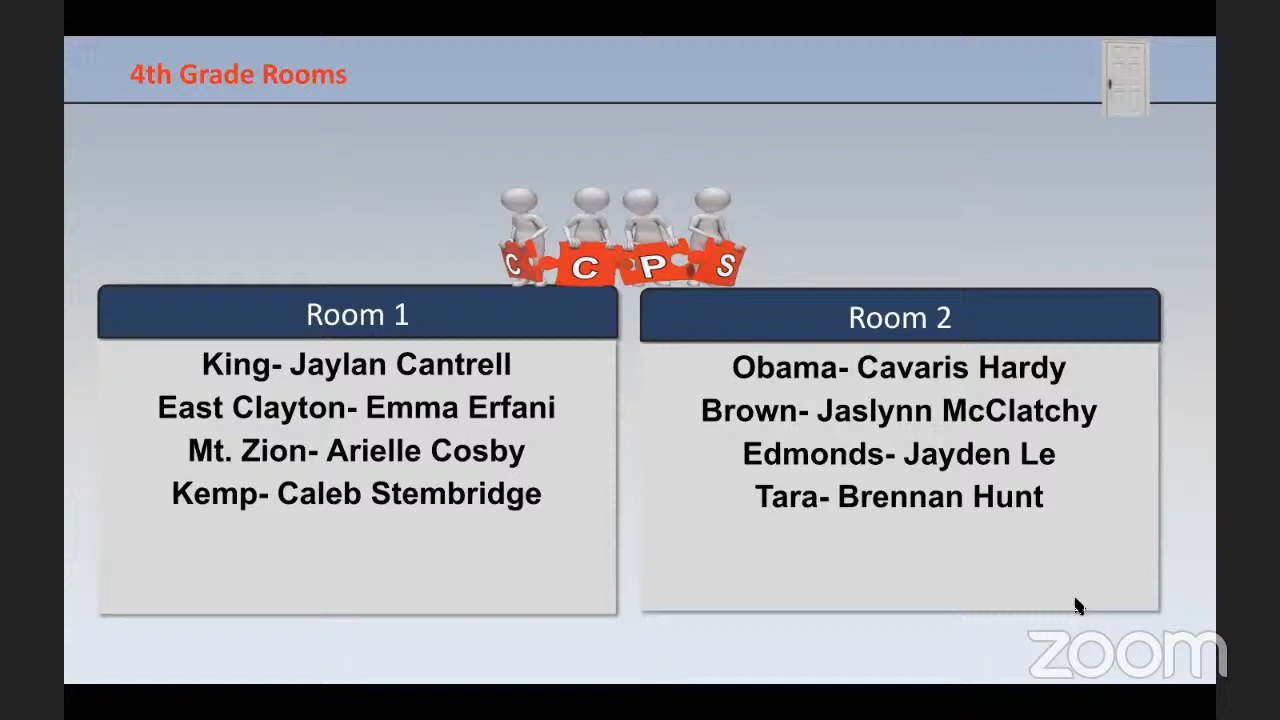 4th Grade Rooms
C C P S
Room 1
King- Jaylan Cantrell
East Clayton- Emma Erfani
Mt. Zion- Arielle Cosby
Kemp- Caleb Stembridge
Room 2
Obama- Cavaris Hardy
Brown- Jaslynn McClatchy
Edmonds- Jayden Le
Tara- Brennan Hunt
zoom